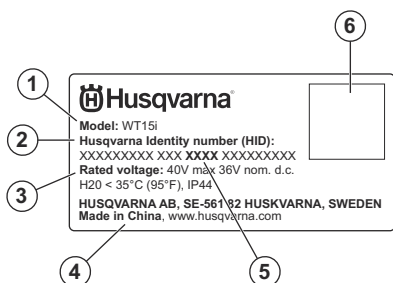 6
1
Husqvarna
Model: WT15i
2
Husqvarna Identity number (HID):
XXXXXXXXX XXX XXXX XXXXXXXXX
3
Rated voltage: 40V max 36V nom. d.c.
H20 < 35°C (95°F), IP44
HUSQVARNA AB, SE-561 82 HUSKVARNA, SWEDEN
Made in China, www.husqvarna.com
4
5